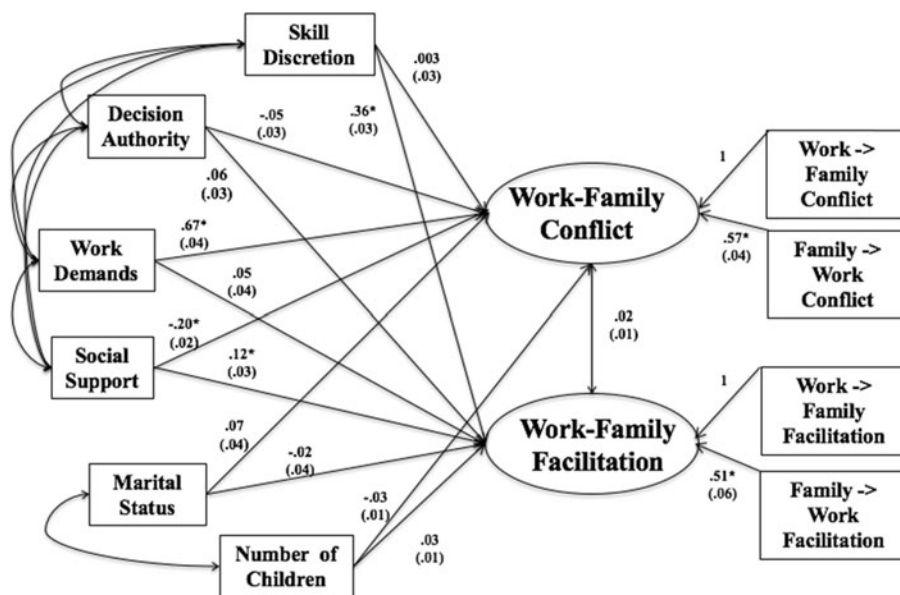 Skill
Discretion
.003
(.03)
Decision
Authority
-.05
(.03)
.36*
(.03)
.06
(.03)
Work-Family
Conflict
1
Work ->
Family
Conflict
Work
Demands
.67*
(.04)
.57*
(.04)
Family ->
Work
Conflict
.05
(.04)
Social
Support
-.20*
(.02)
.12*
(.03)
.02
(.01)
Work-Family
Facilitation
1
Work ->
Family
Facilitation
.07
(.04)
-.02
(.04)
.51*
(.06)
Family ->
Work
Facilitation
Marital
Status
-.03
(.01)
.03
(.01)
Number of
Children